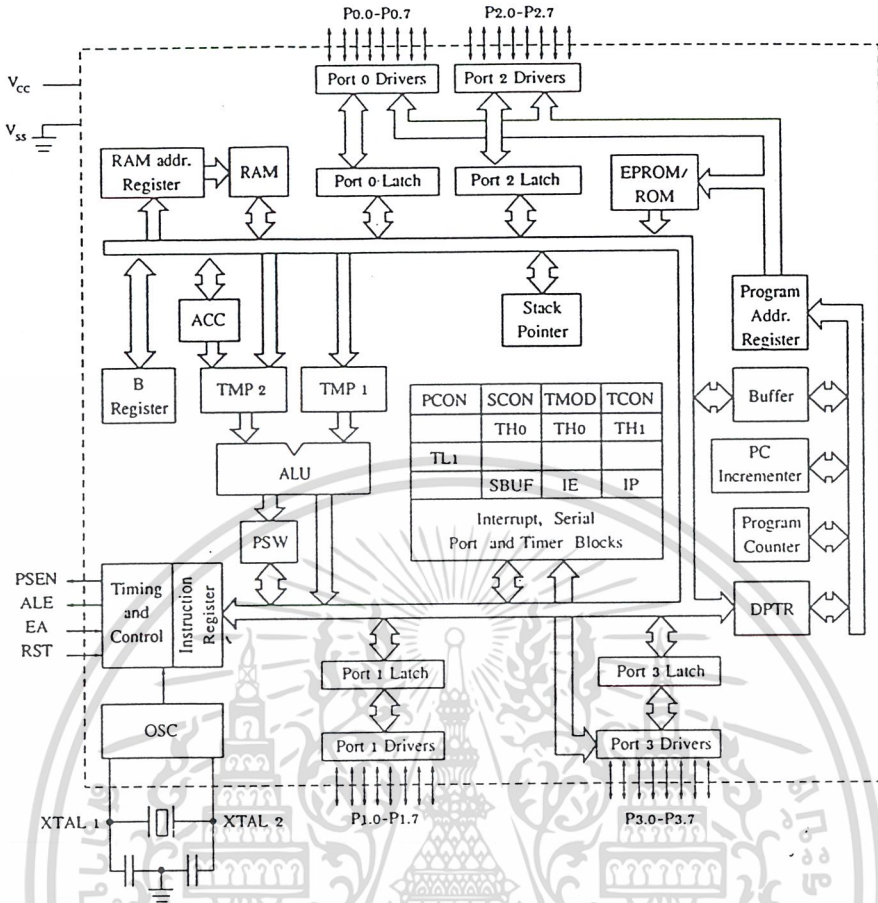 P0.0-P0.7
P2.0-P2.7
Vcc
Vss
Port 0 Drivers
Port 2 Drivers
RAM addr.
Register
RAM
Port 0 Latch
Port 2 Latch
EPROM/
ROM
ACC
Stack
Pointer
Program
Addr.
Register
B
Register
TMP 2
TMP 1
Buffer
PCON SCON TMOD TCON
TH0 TH0 TH1
TL1
SBUF IE IP
Interrupt, Serial
Port and Timer Blocks
ALU
PC
Incrementer
PSW
Program
Counter
PSEN
ALE
EA
RST
Timing
and
Control
Instruction
Register
DPTR
Port 1 Latch
Port 3 Latch
OSC
Port 1 Drivers
Port 3 Drivers
XTAL 1
XTAL 2
P1.0-P1.7
P3.0-P3.7